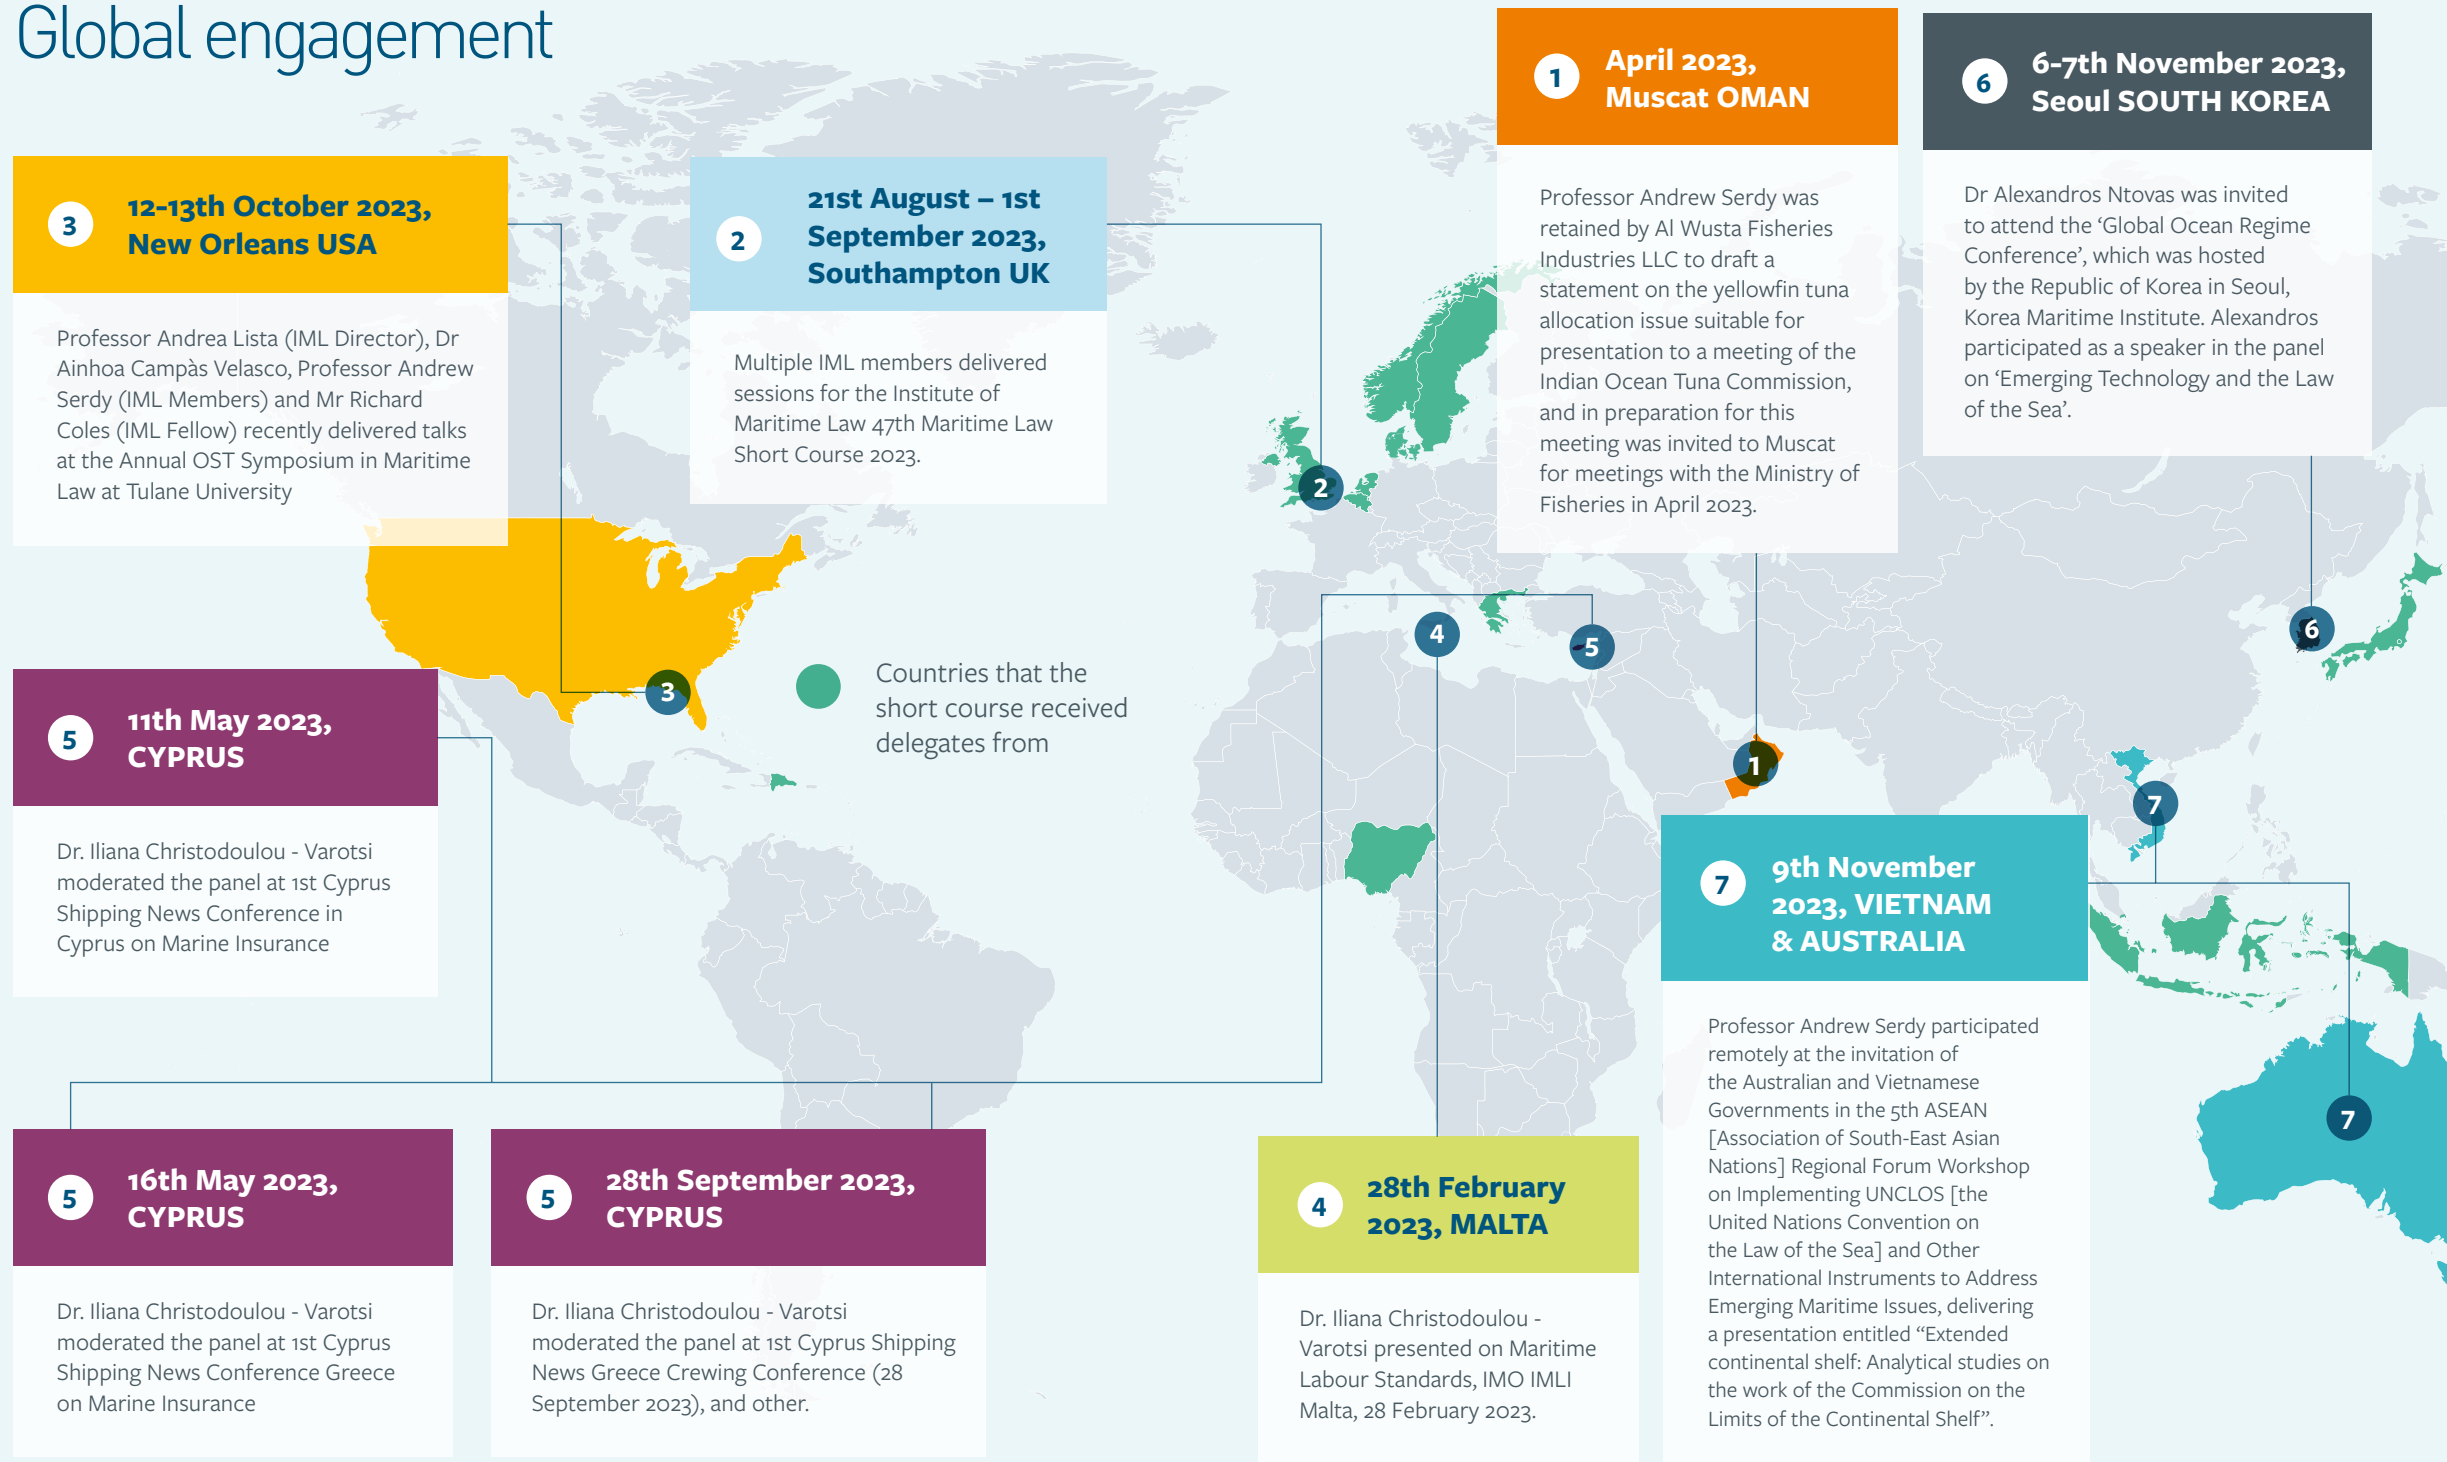 Global engagement
3
12-13th October 2023,
New Orleans USA
Professor Andrea Lista (IML Director), Dr
Ainhoa Campàs Velasco, Professor Andrew
Serdy (IML Members) and Mr Richard
Coles (IML Fellow) recently delivered talks
at the Annual OST Symposium in Maritime
Law at Tulane University
2
21st August – 1st
September 2023,
Southampton UK
Multiple IML members delivered
sessions for the Institute of
Maritime Law 47th Maritime Law
Short Course 2023.
1
April 2023,
Muscat OMAN
Professor Andrew Serdy was
retained by Al Wusta Fisheries
Industries LLC to draft a
statement on the yellowfin tuna
allocation issue suitable for
presentation to a meeting of the
Indian Ocean Tuna Commission,
and in preparation for this
meeting was invited to Muscat
for meetings with the Ministry of
Fisheries in April 2023.
6
6-7th November 2023,
Seoul SOUTH KOREA
Dr Alexandros Ntovas was invited
to attend the ‘Global Ocean Regime
Conference’, which was hosted
by the Republic of Korea in Seoul,
Korea Maritime Institute. Alexandros
participated as a speaker in the panel
on ‘Emerging Technology and the Law
of the Sea’.
2
4
5
6
3
1
7
7
Countries that the
short course received
delegates from
5
11th May 2023,
CYPRUS
Dr. Iliana Christodoulou - Varotsi
moderated the panel at 1st Cyprus
Shipping News Conference in
Cyprus on Marine Insurance
5
16th May 2023,
CYPRUS
Dr. Iliana Christodoulou - Varotsi
moderated the panel at 1st Cyprus
Shipping News Conference Greece
on Marine Insurance
5
28th September 2023,
CYPRUS
Dr. Iliana Christodoulou - Varotsi
moderated the panel at 1st Cyprus Shipping
News Greece Crewing Conference (28
September 2023), and other.
4
28th February
2023, MALTA
Dr. Iliana Christodoulou -
Varotsi presented on Maritime
Labour Standards, IMO IMLI
Malta, 28 February 2023.
7
9th November
2023, VIETNAM
& AUSTRALIA
Professor Andrew Serdy participated
remotely at the invitation of
the Australian and Vietnamese
Governments in the 5th ASEAN
[Association of South-East Asian
Nations] Regional Forum Workshop
on Implementing UNCLOS [the
United Nations Convention on
the Law of the Sea] and Other
International Instruments to Address
Emerging Maritime Issues, delivering
a presentation entitled “Extended
continental shelf: Analytical studies on
the work of the Commission on the
Limits of the Continental Shelf”.